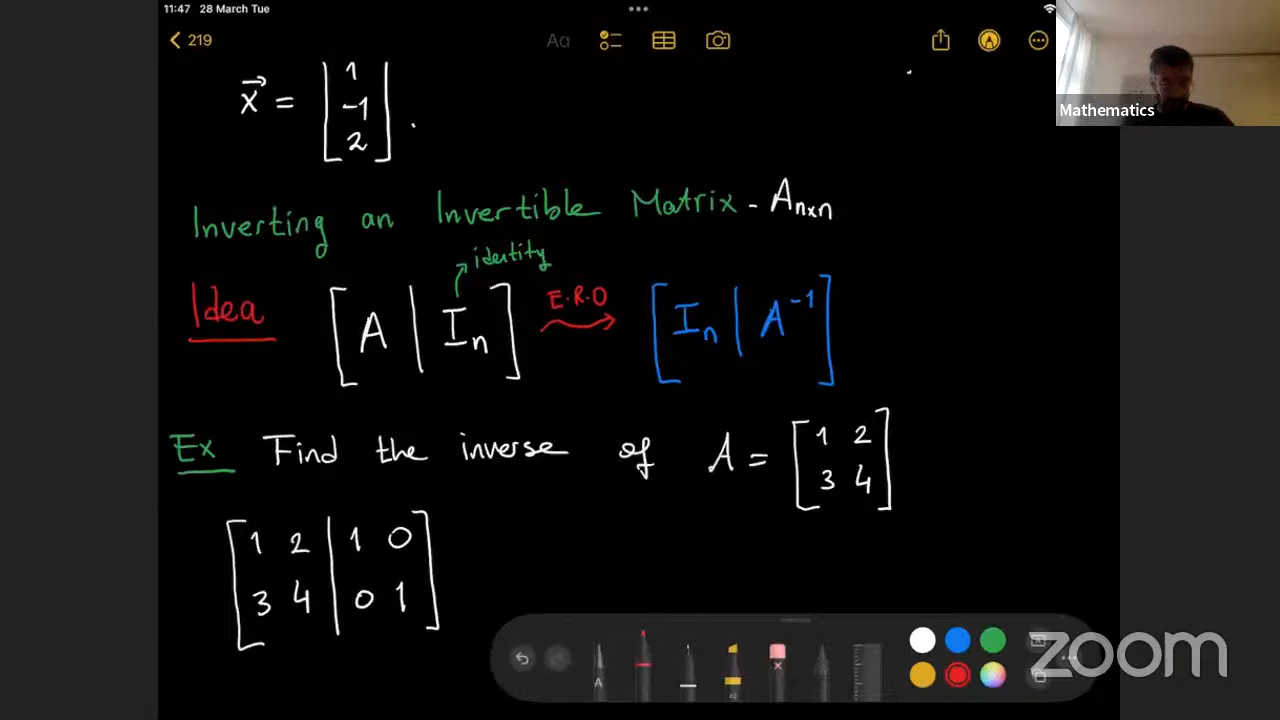 11:47 28 March Tue
219
Aa
Mathematics
x⃗ = [1
-1
2] .
Inverting an Invertible Matrix - Aₙₓₙ
identity
Idea [A | Iₙ] E.R.O [Iₙ | A⁻¹]
Ex Find the inverse of A = [1 2
3 4]
[1 2 | 1 0
3 4 | 0 1]
A
zoom